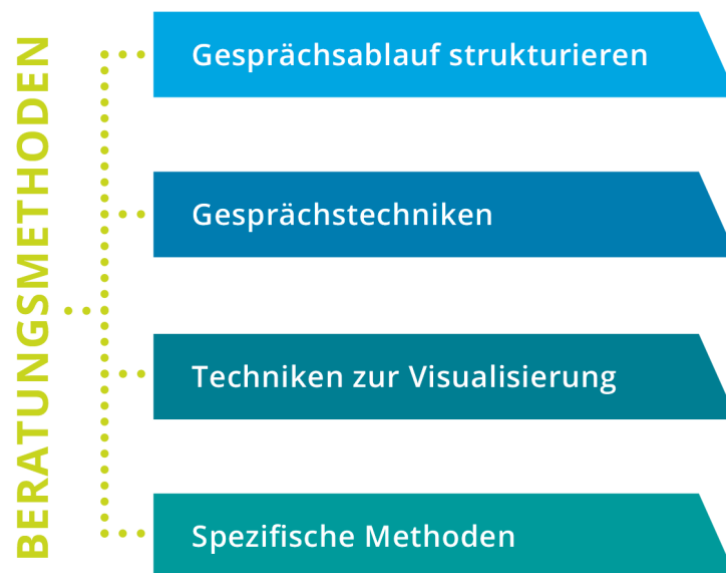 BERATUNGSMETHODEN
Gesprächsablauf strukturieren
Gesprächstechniken
Techniken zur Visualisierung
Spezifische Methoden